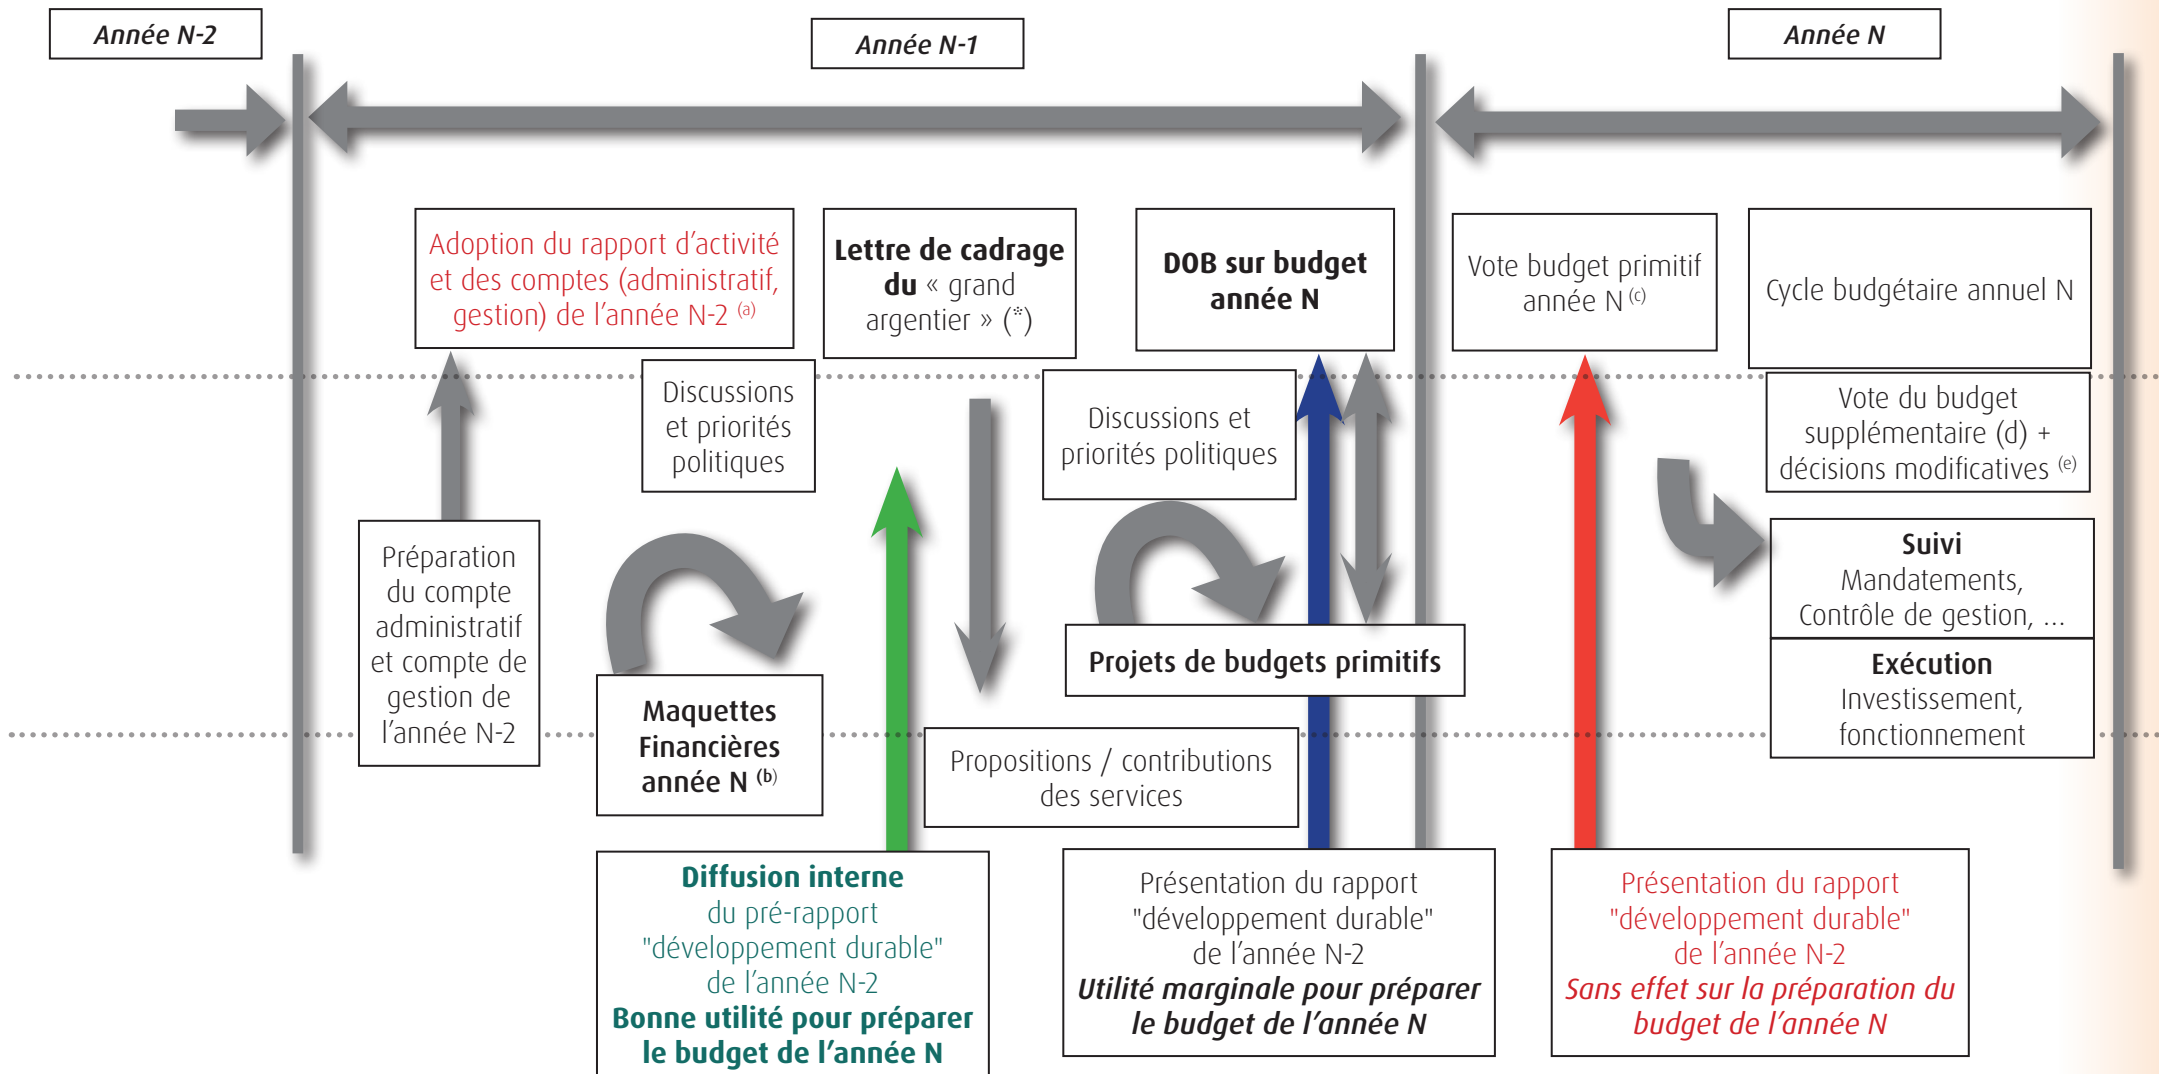 Année N-2
Année N-1
Année N
Adoption du rapport d’activité
et des comptes (administratif,
gestion) de l’année N-2 (a)
Lettre de cadrage
du « grand
argentier » (*)
DOB sur budget
année N
Vote budget primitif
année N (c)
Cycle budgétaire annuel N
Discussions
et priorités
politiques
Discussions et
priorités politiques
Vote du budget
supplémentaire (d) +
décisions modificatives (e)
Préparation
du compte
administratif
et compte de
gestion de
l’année N-2
Suivi
Mandatements,
Contrôle de gestion, ...
Projets de budgets primitifs
Exécution
Investissement,
fonctionnement
Maquettes
Financières
année N (b)
Propositions / contributions
des services
Diffusion interne
du pré-rapport
"développement durable"
de l’année N-2
Bonne utilité pour préparer
le budget de l’année N
Présentation du rapport
"développement durable"
de l’année N-2
Utilité marginale pour préparer
le budget de l’année N
Présentation du rapport
"développement durable"
de l’année N-2
Sans effet sur la préparation du
budget de l’année N